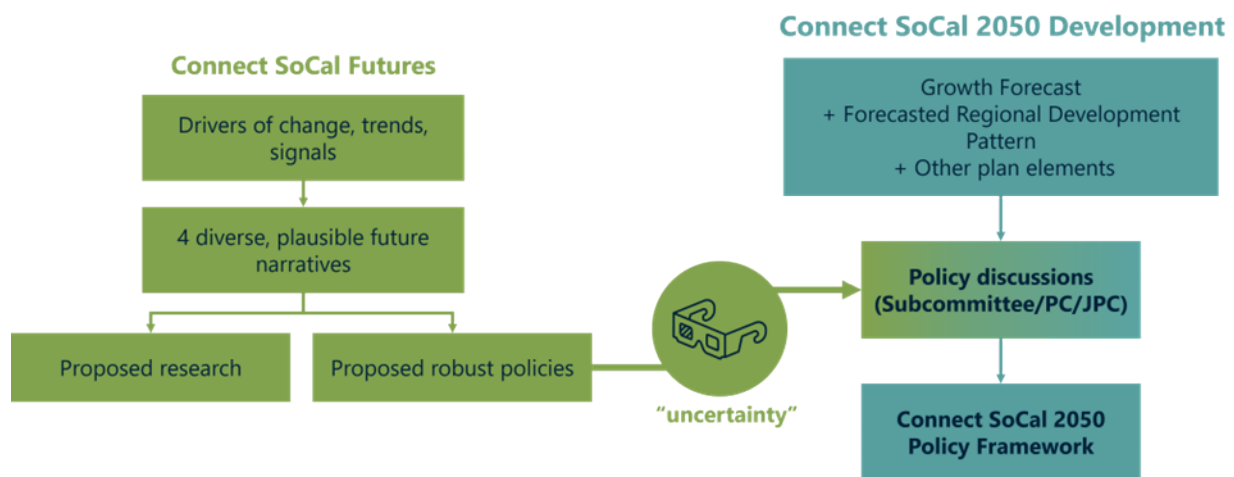 Connect SoCal Futures
Drivers of change, trends,
signals
4 diverse, plausible future
narratives
Proposed research
Proposed robust policies
“uncertainty”
Connect SoCal 2050 Development
Growth Forecast
+ Forecasted Regional Development
Pattern
+ Other plan elements
Policy discussions
(Subcommittee/PC/JPC)
Connect SoCal 2050
Policy Framework